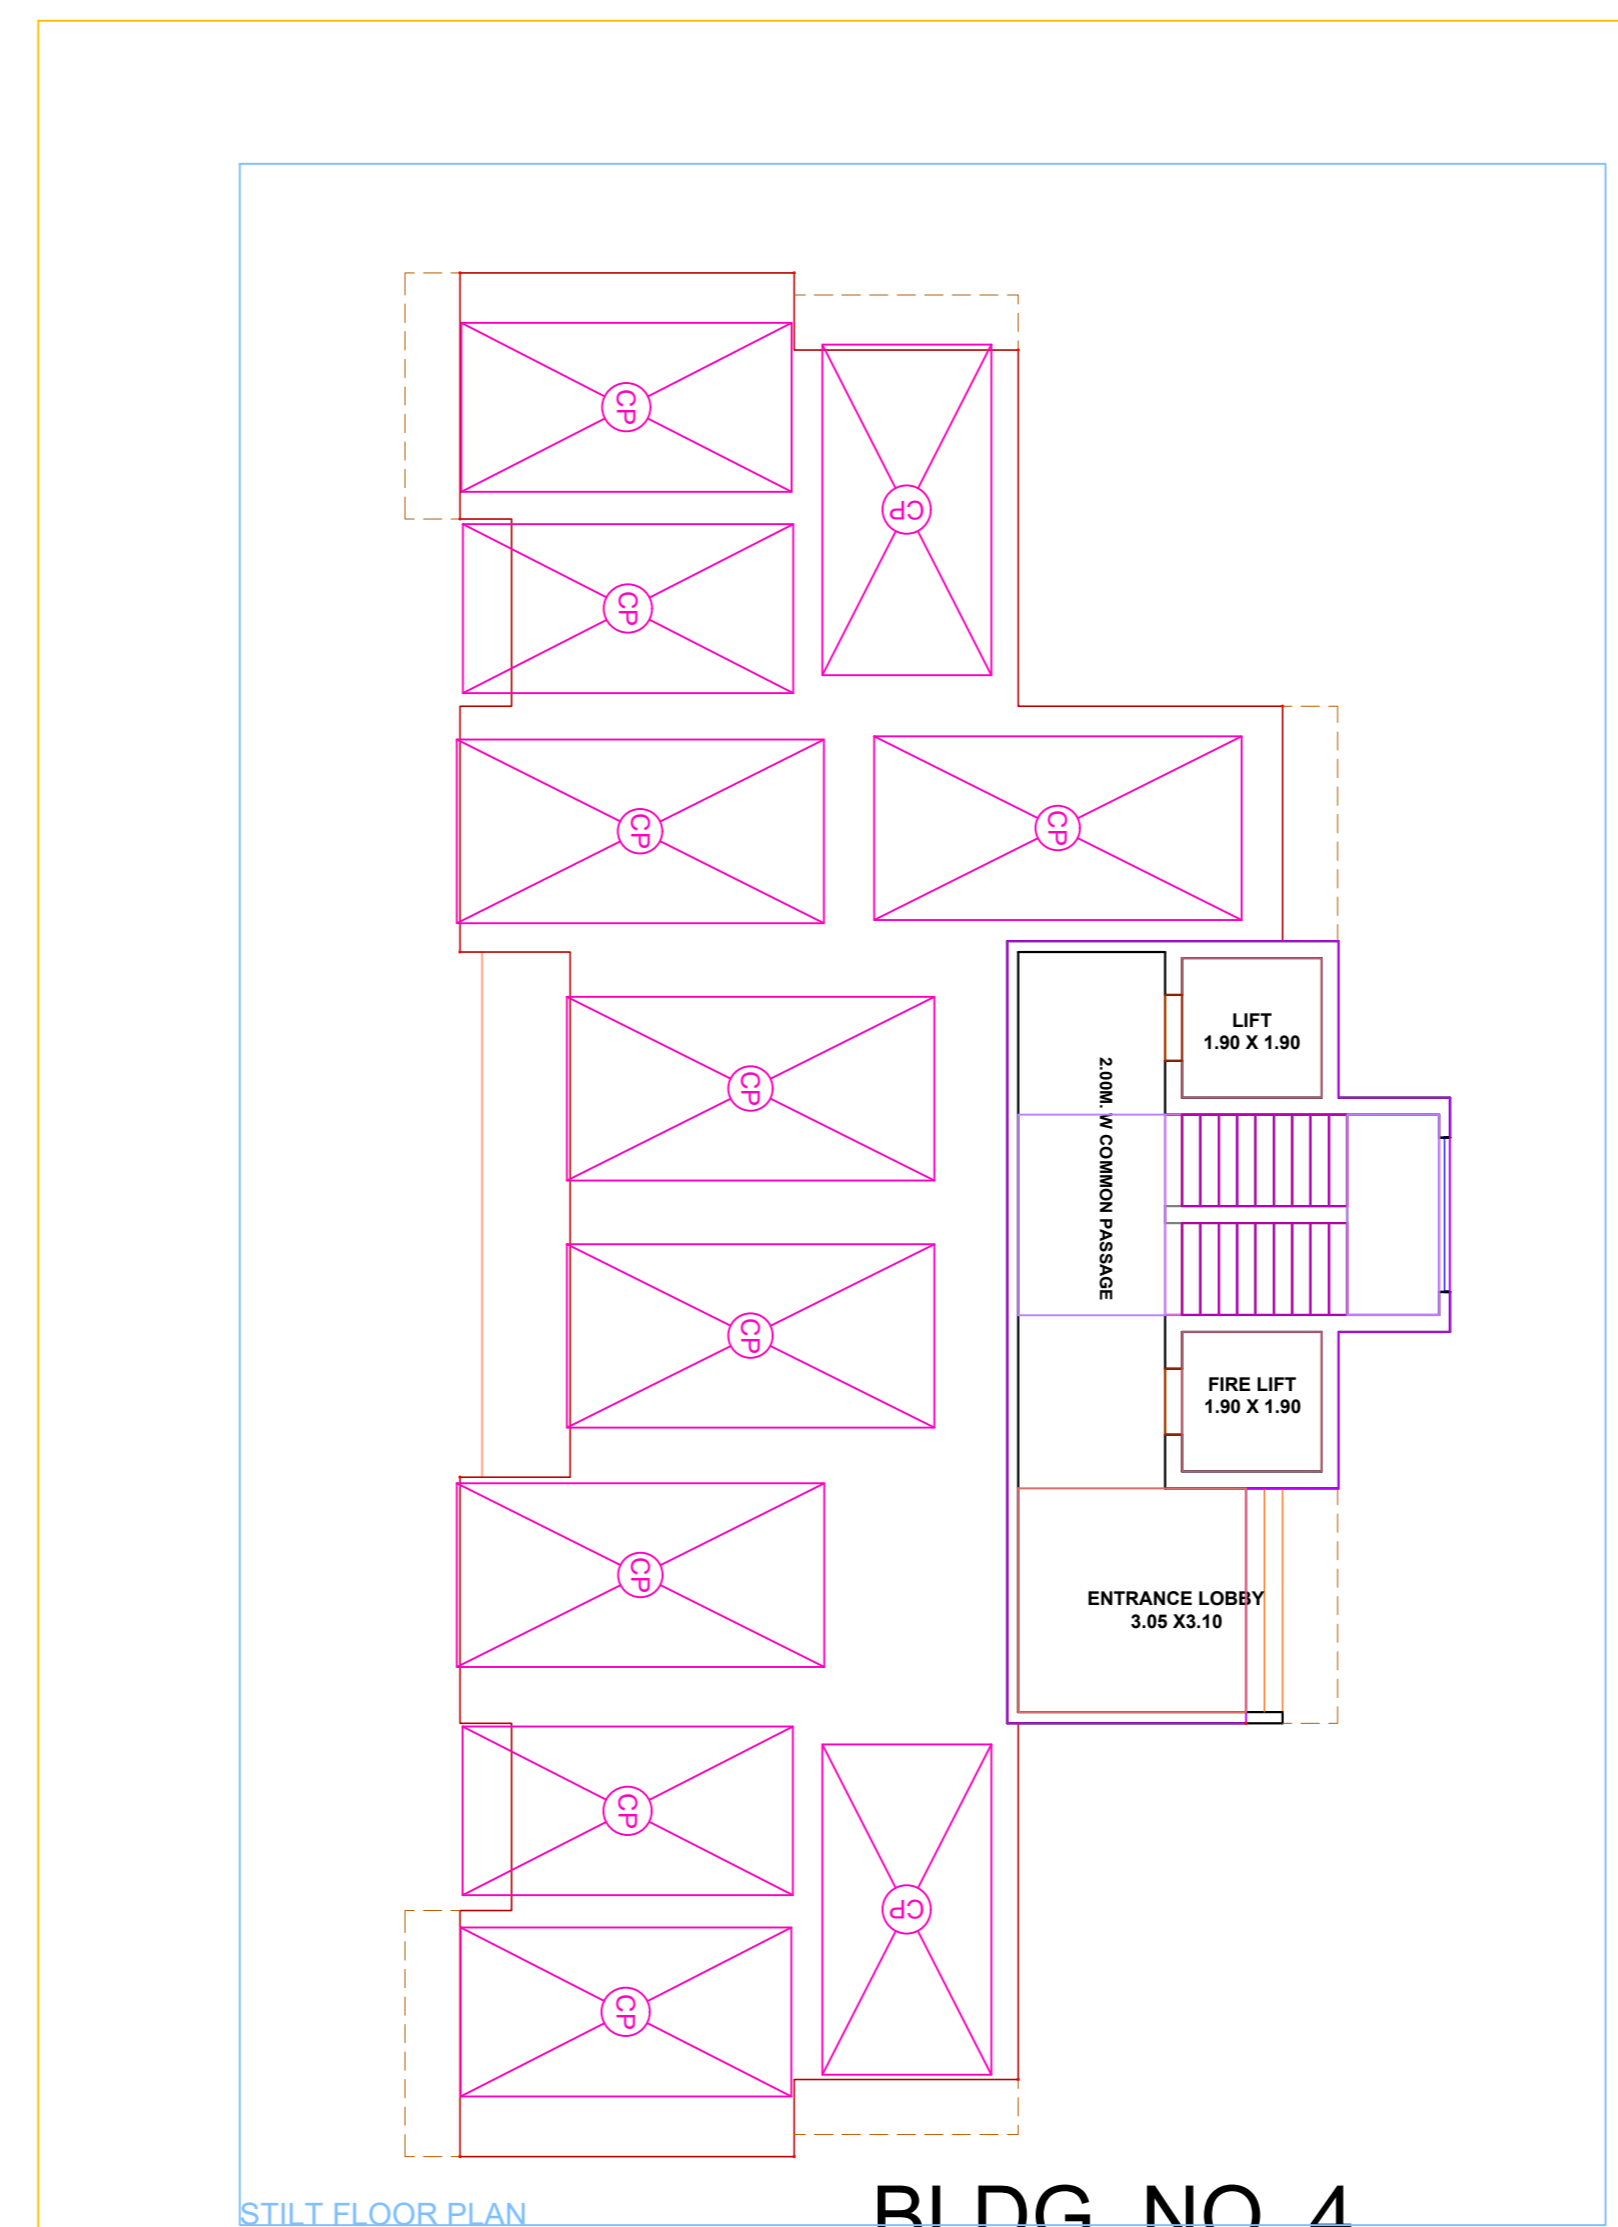 CP
CP
CP
CP
CP
LIFT
1.90 X 1.90
CP
2.00M. W COMMON PASSAGE
CP
FIRE LIFT
1.90 X 1.90
CP
ENTRANCE LOBBY
3.05 X3.10
CP
CP
CP
STILT FLOOR PLAN
BLDG NO 4